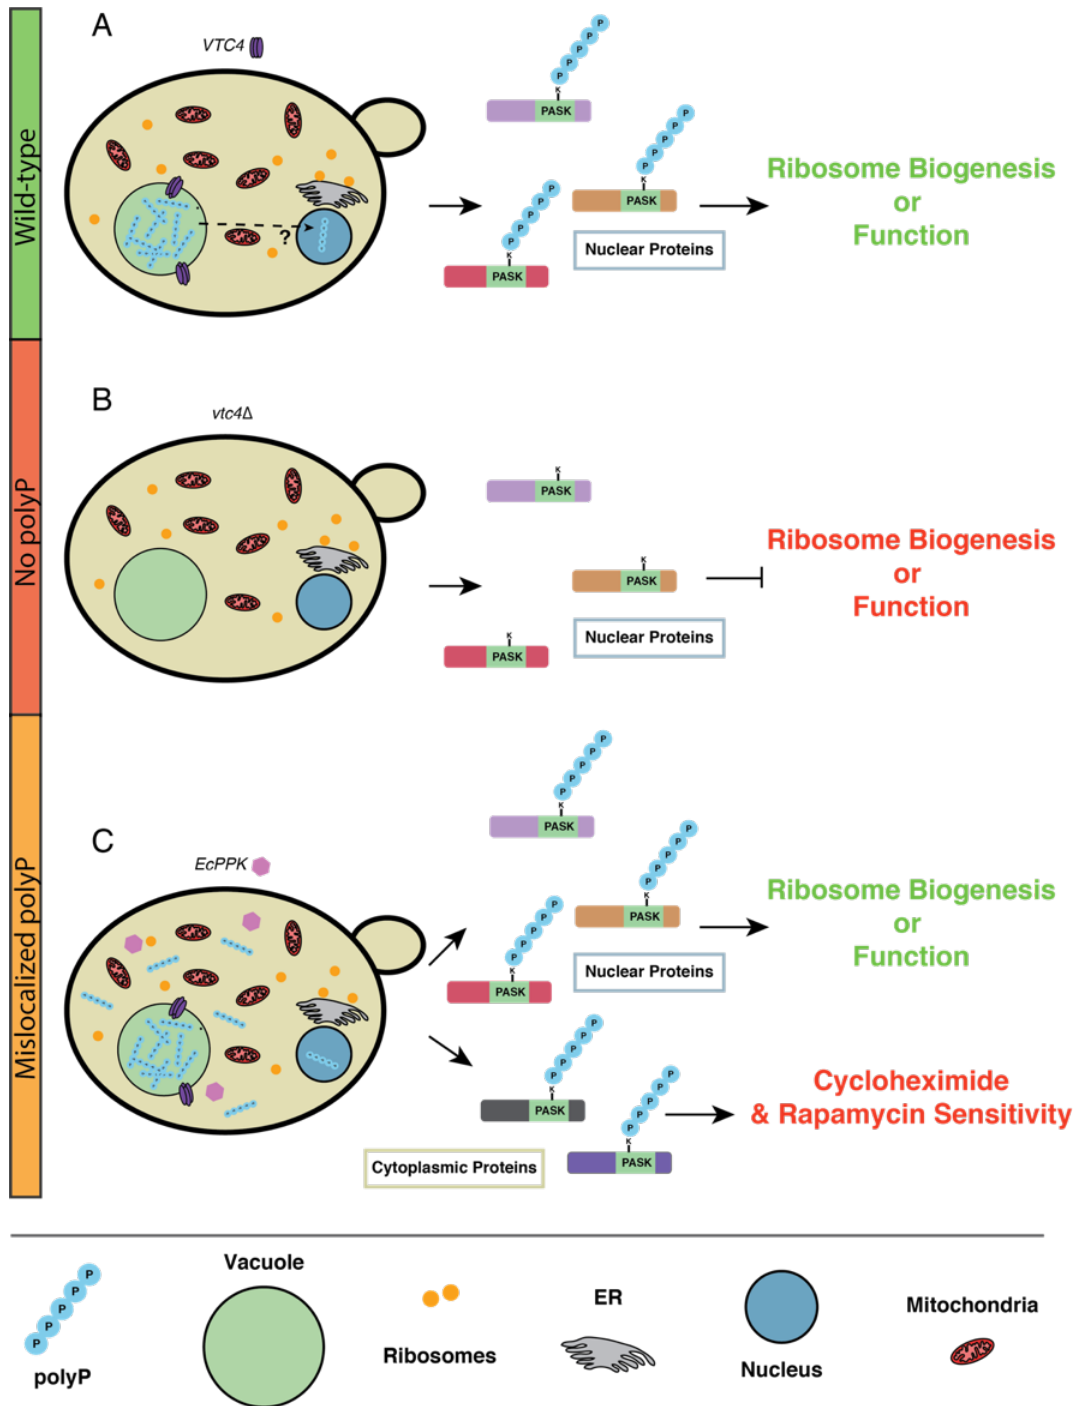 Wild-type
A
VTC4
P
P
P
P
P
K
PASK
P
P
P
P
P
K
PASK
P
P
P
P
P
K
PASK
?
Nuclear Proteins
Ribosome Biogenesis
or
Function
No polyP
B
vtc4Δ
K
PASK
K
PASK
K
PASK
Nuclear Proteins
Ribosome Biogenesis
or
Function
Mislocalized polyP
C
EcPPK
P
P
P
P
P
K
PASK
P
P
P
P
P
K
PASK
P
P
P
P
P
K
PASK
Nuclear Proteins
Ribosome Biogenesis
or
Function
P
P
P
P
P
K
PASK
P
P
P
P
P
K
PASK
Cytoplasmic Proteins
Cycloheximide
& Rapamycin Sensitivity
P
P
P
P
P
polyP
Vacuole
Ribosomes
ER
Nucleus
Mitochondria